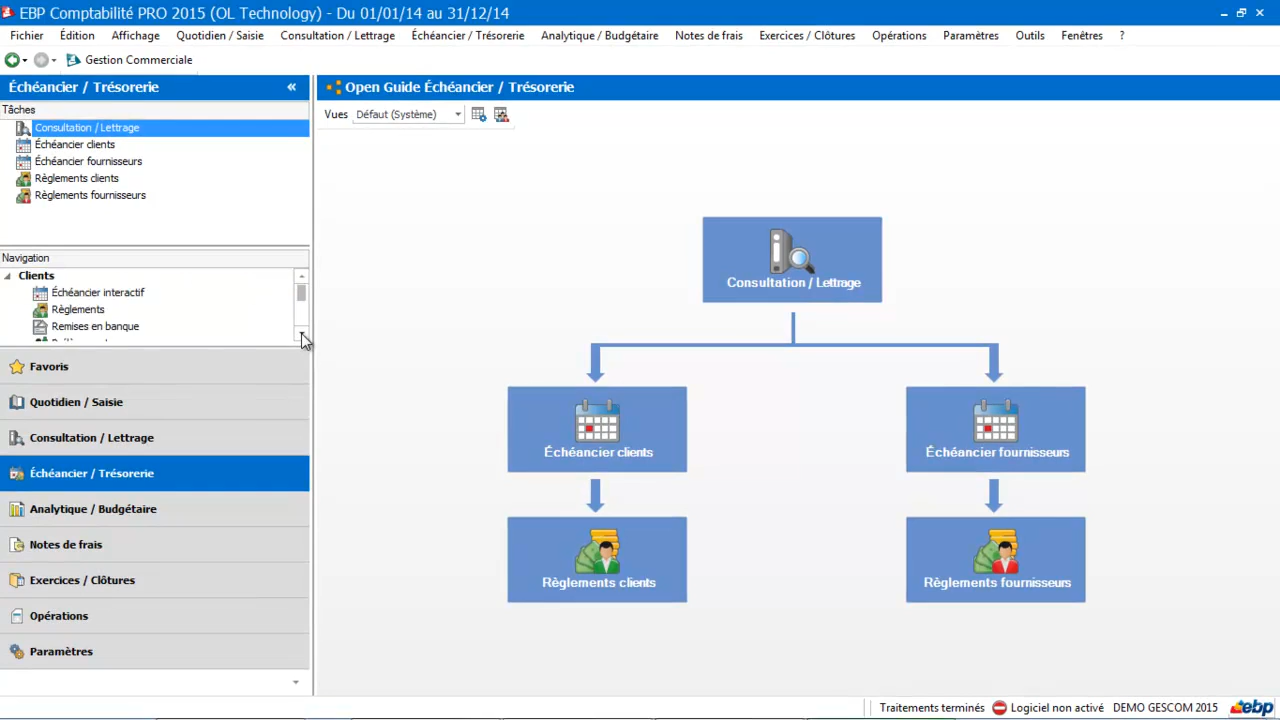 EBP Comptabilité PRO 2015 (OL Technology) - Du 01/01/14 au 31/12/14
Fichier Édition Affichage Quotidien / Saisie Consultation / Lettrage Échéancier / Trésorerie Analytique / Budgétaire Notes de frais Exercices / Clôtures Opérations Paramètres Outils Fenêtres ?
Gestion Commerciale
Échéancier / Trésorerie
Tâches
Consultation / Lettrage
Échéancier clients
Échéancier fournisseurs
Règlements clients
Règlements fournisseurs
Navigation
Clients
Échéancier interactif
Règlements
Remises en banque
Favoris
Quotidien / Saisie
Consultation / Lettrage
Échéancier / Trésorerie
Analytique / Budgétaire
Notes de frais
Exercices / Clôtures
Opérations
Paramètres
Open Guide Échéancier / Trésorerie
Vues Défaut (Système)
Consultation / Lettrage
Échéancier clients
Échéancier fournisseurs
Règlements clients
Règlements fournisseurs
Traitements terminés Logiciel non activé DEMO GESCOM 2015 ebp